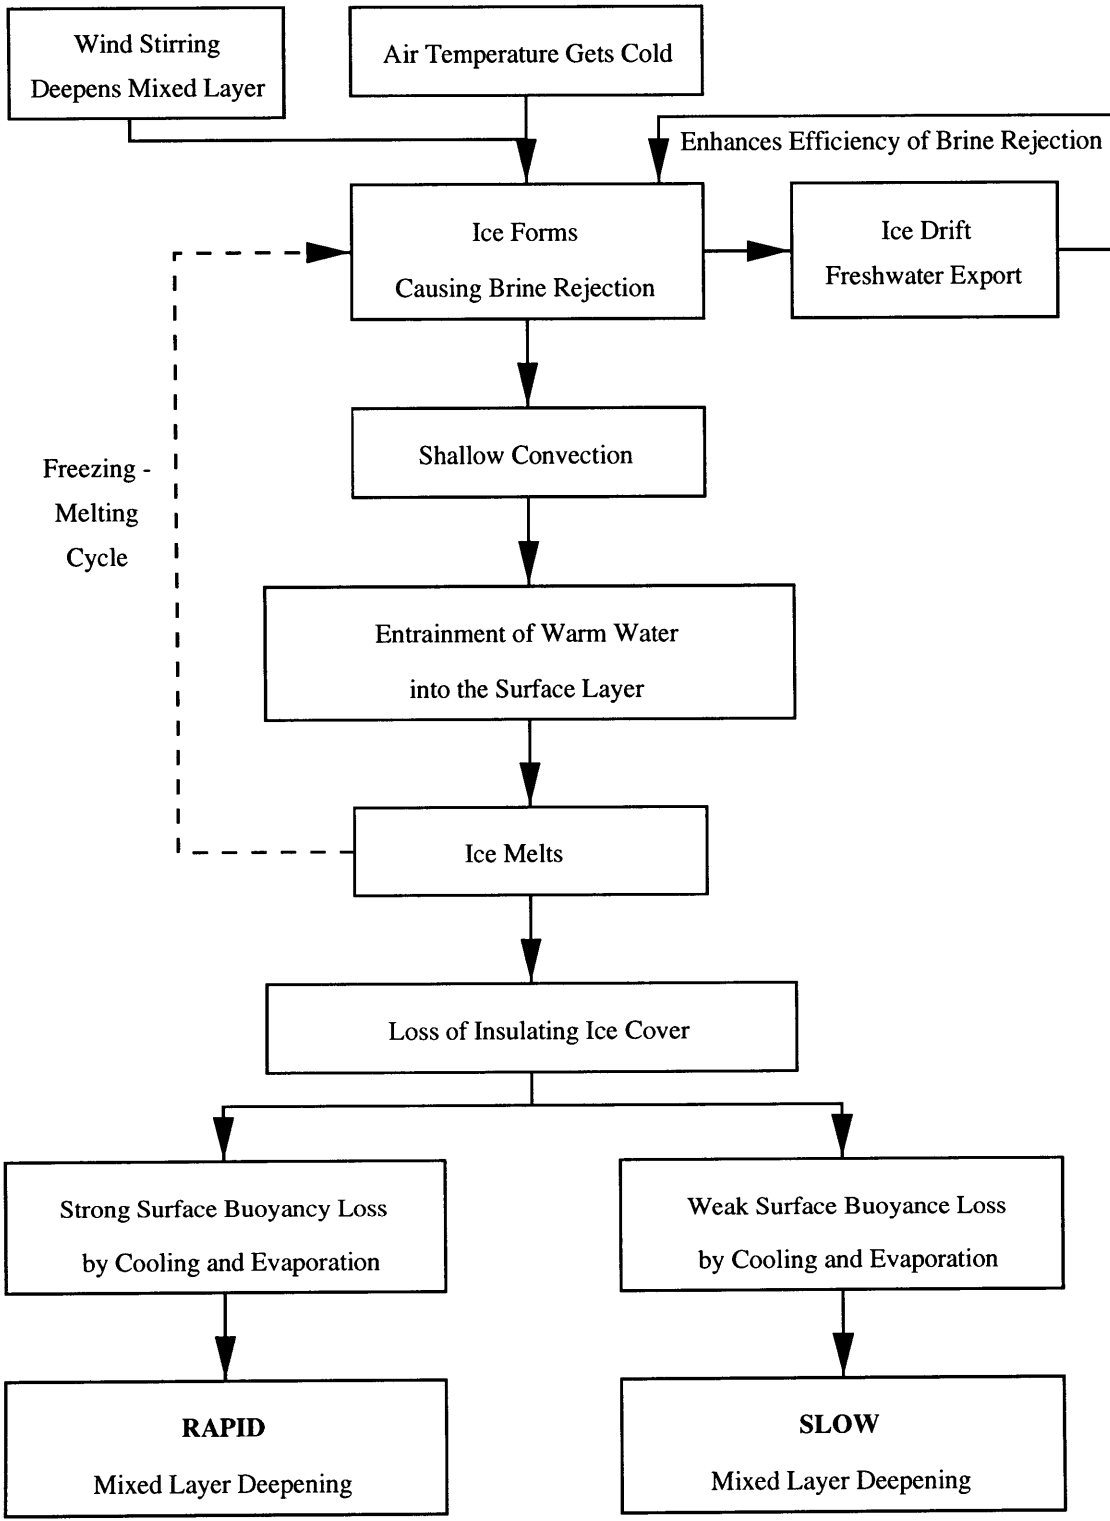 Wind Stirring
Deepens Mixed Layer
Air Temperature Gets Cold
Enhances Efficiency of Brine Rejection
Ice Forms
Causing Brine Rejection
Ice Drift
Freshwater Export
Shallow Convection
Freezing -
Melting
Cycle
Entrainment of Warm Water
into the Surface Layer
Ice Melts
Loss of Insulating Ice Cover
Strong Surface Buoyancy Loss
by Cooling and Evaporation
Weak Surface Buoyance Loss
by Cooling and Evaporation
RAPID
Mixed Layer Deepening
SLOW
Mixed Layer Deepening